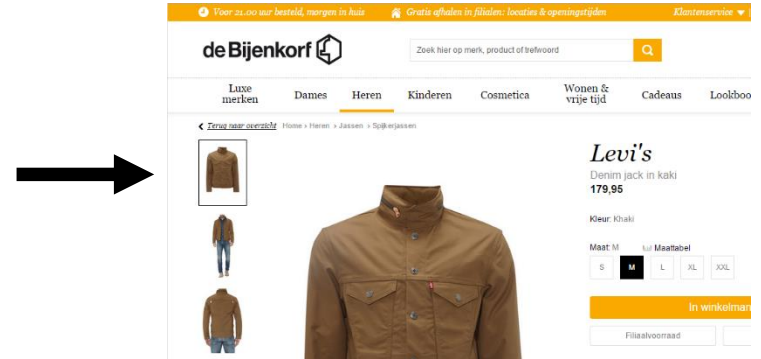 Voor 21.00 uur besteld, morgen in huis Gratis afhalen in filialen: locaties & openingstijden Klantenservice
de Bijenkorf
Zoek hier op merk, product of trefwoord
Luxe merken Dames Heren Kinderen Cosmetica Wonen & vrije tijd Cadeaus Lookboo
Terug naar overzicht Home › Heren › Jassen › Spijkerjassen
Levi's
Denim jack in kaki
179,95
Kleur: Khaki
Maat: M Maattabel
S M L XL XXL
In winkelman
Filiaalvoorraad